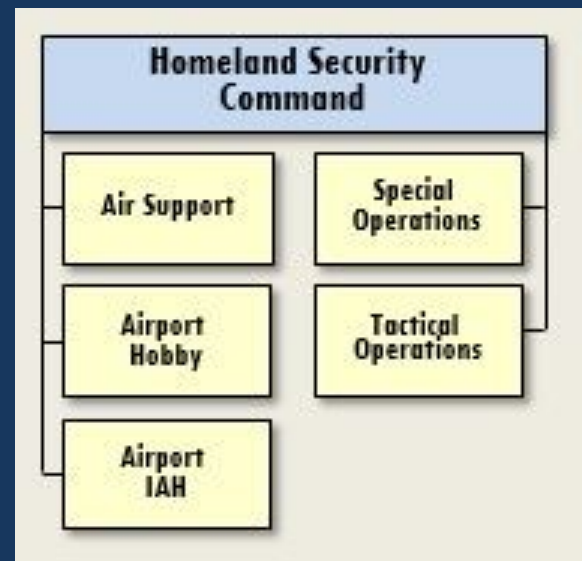 Homeland Security
Command
Air Support
Airport
Hobby
Airport
IAH
Special
Operations
Tactical
Operations